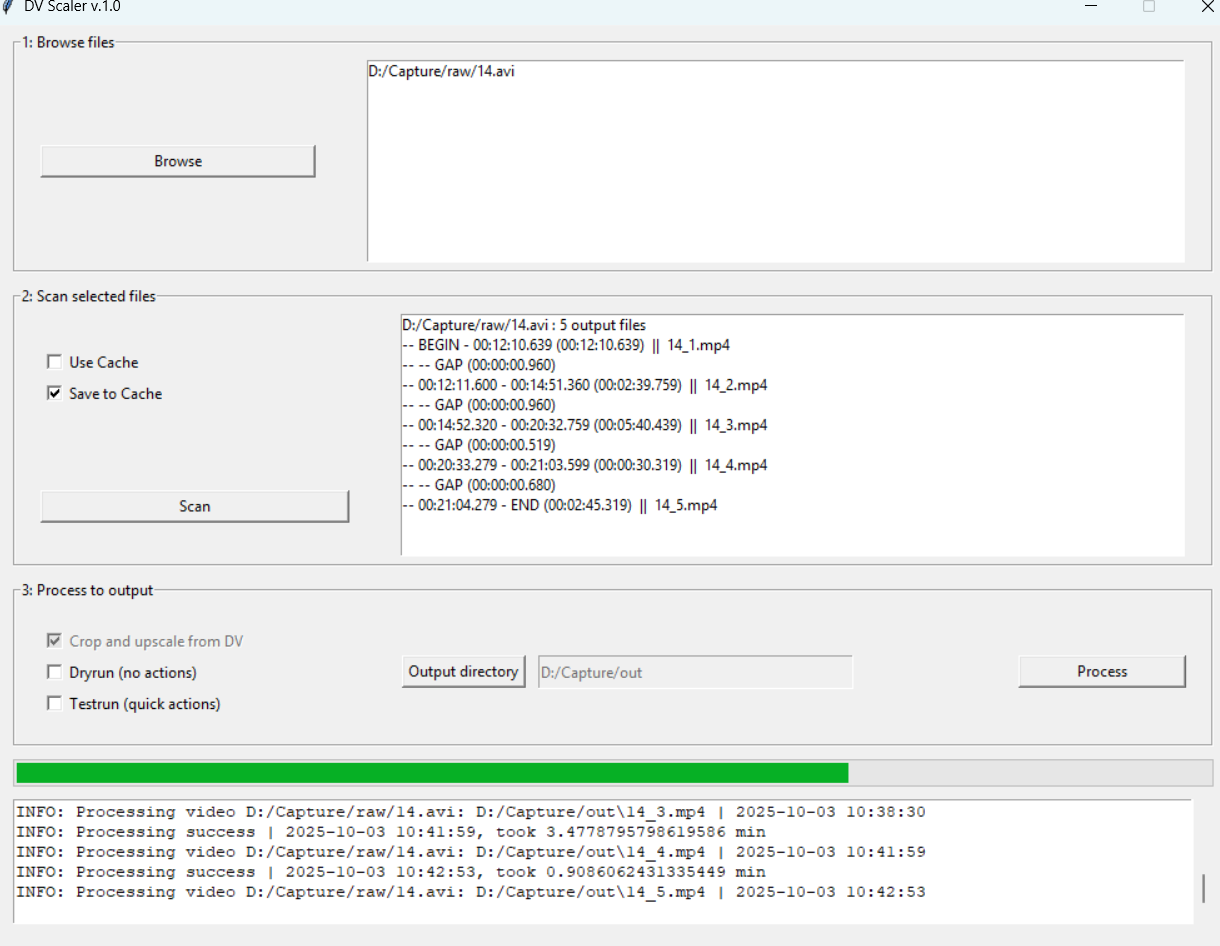 DV Scaler v.1.0
1: Browse files
D:/Capture/raw/14.avi
Browse
2: Scan selected files
D:/Capture/raw/14.avi : 5 output files
-- BEGIN - 00:12:10.639 (00:12:10.639) || 14_1.mp4
-- -- GAP (00:00:00.960)
-- 00:12:11.600 - 00:14:51.360 (00:02:39.759) || 14_2.mp4
-- -- GAP (00:00:00.960)
-- 00:14:52.320 - 00:20:32.759 (00:05:40.439) || 14_3.mp4
-- -- GAP (00:00:00.519)
-- 00:20:33.279 - 00:21:03.599 (00:00:30.319) || 14_4.mp4
-- -- GAP (00:00:00.680)
-- 00:21:04.279 - END (00:02:45.319) || 14_5.mp4
Use Cache
Save to Cache
Scan
3: Process to output
Crop and upscale from DV
Dryrun (no actions)
Testrun (quick actions)
Output directory
D:/Capture/out
Process
INFO: Processing video D:/Capture/raw/14.avi: D:/Capture/out\14_3.mp4 | 2025-10-03 10:38:30
INFO: Processing success | 2025-10-03 10:41:59, took 3.4778795798619586 min
INFO: Processing video D:/Capture/raw/14.avi: D:/Capture/out\14_4.mp4 | 2025-10-03 10:41:59
INFO: Processing success | 2025-10-03 10:42:53, took 0.9086062431335449 min
INFO: Processing video D:/Capture/raw/14.avi: D:/Capture/out\14_5.mp4 | 2025-10-03 10:42:53